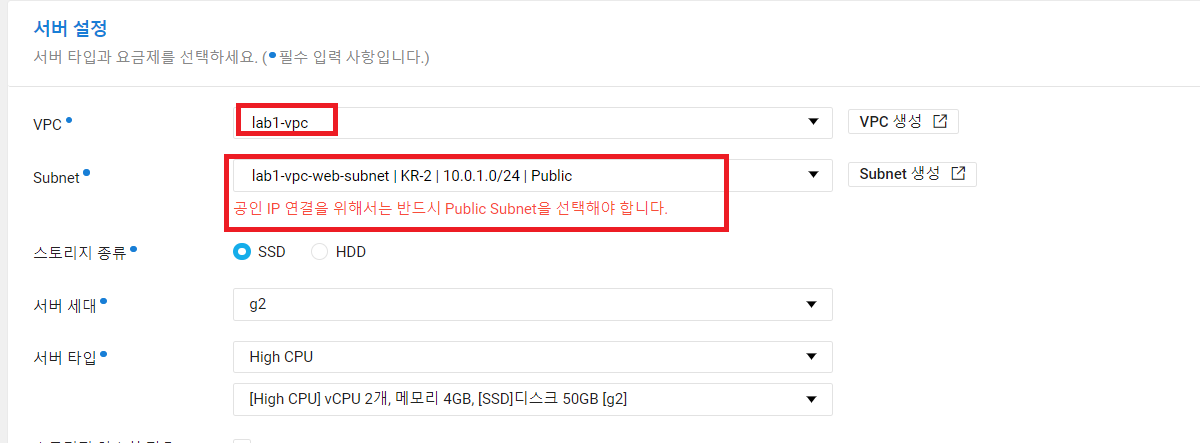 서버 설정
서버 타입과 요금제를 선택하세요. (● 필수 입력 사항입니다.)
VPC● lab1-vpc VPC 생성
Subnet● lab1-vpc-web-subnet | KR-2 | 10.0.1.0/24 | Public Subnet 생성
공인 IP 연결을 위해서는 반드시 Public Subnet을 선택해야 합니다.
스토리지 종류● SSD HDD
서버 세대● g2
서버 타입● High CPU
[High CPU] vCPU 2개, 메모리 4GB, [SSD]디스크 50GB [g2]